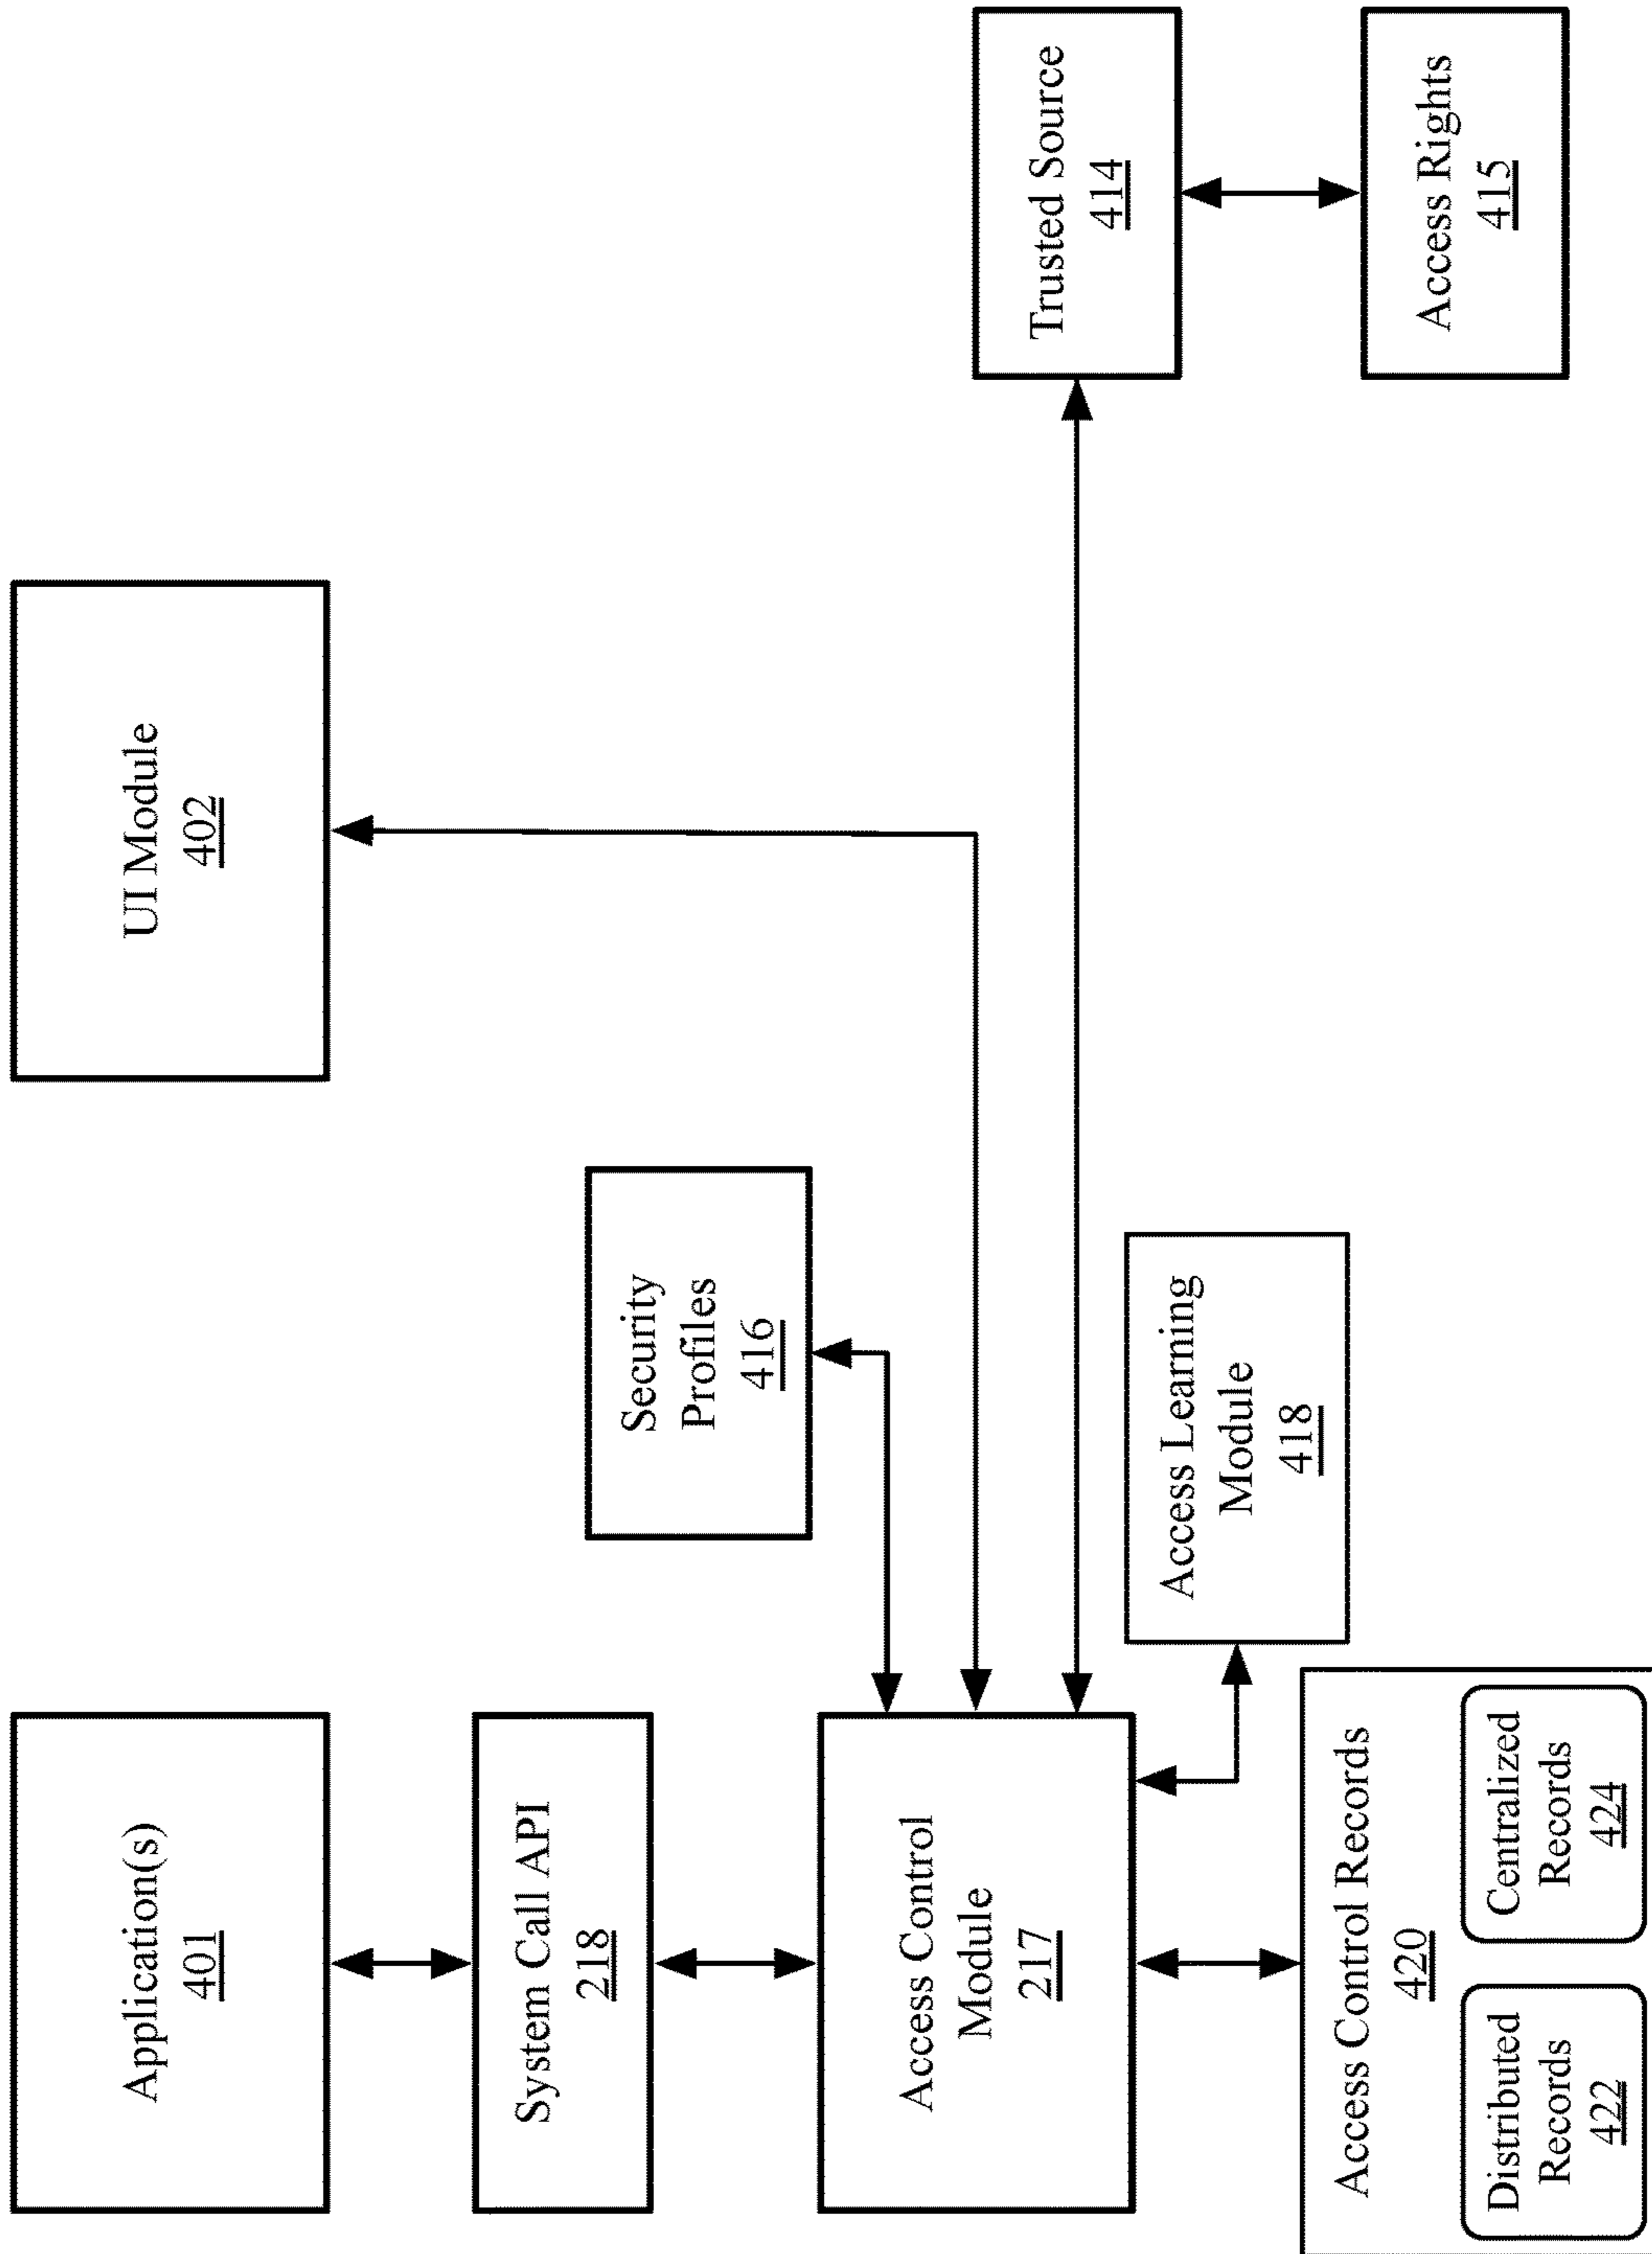 Application(s)
401
UI Module
402
System Call API
218
Security
Profiles
416
Access Control
Module
217
Trusted Source
414
Access Learning
Module
418
Access Rights
415
Access Control Records
420
Distributed
Records
422
Centralized
Records
424